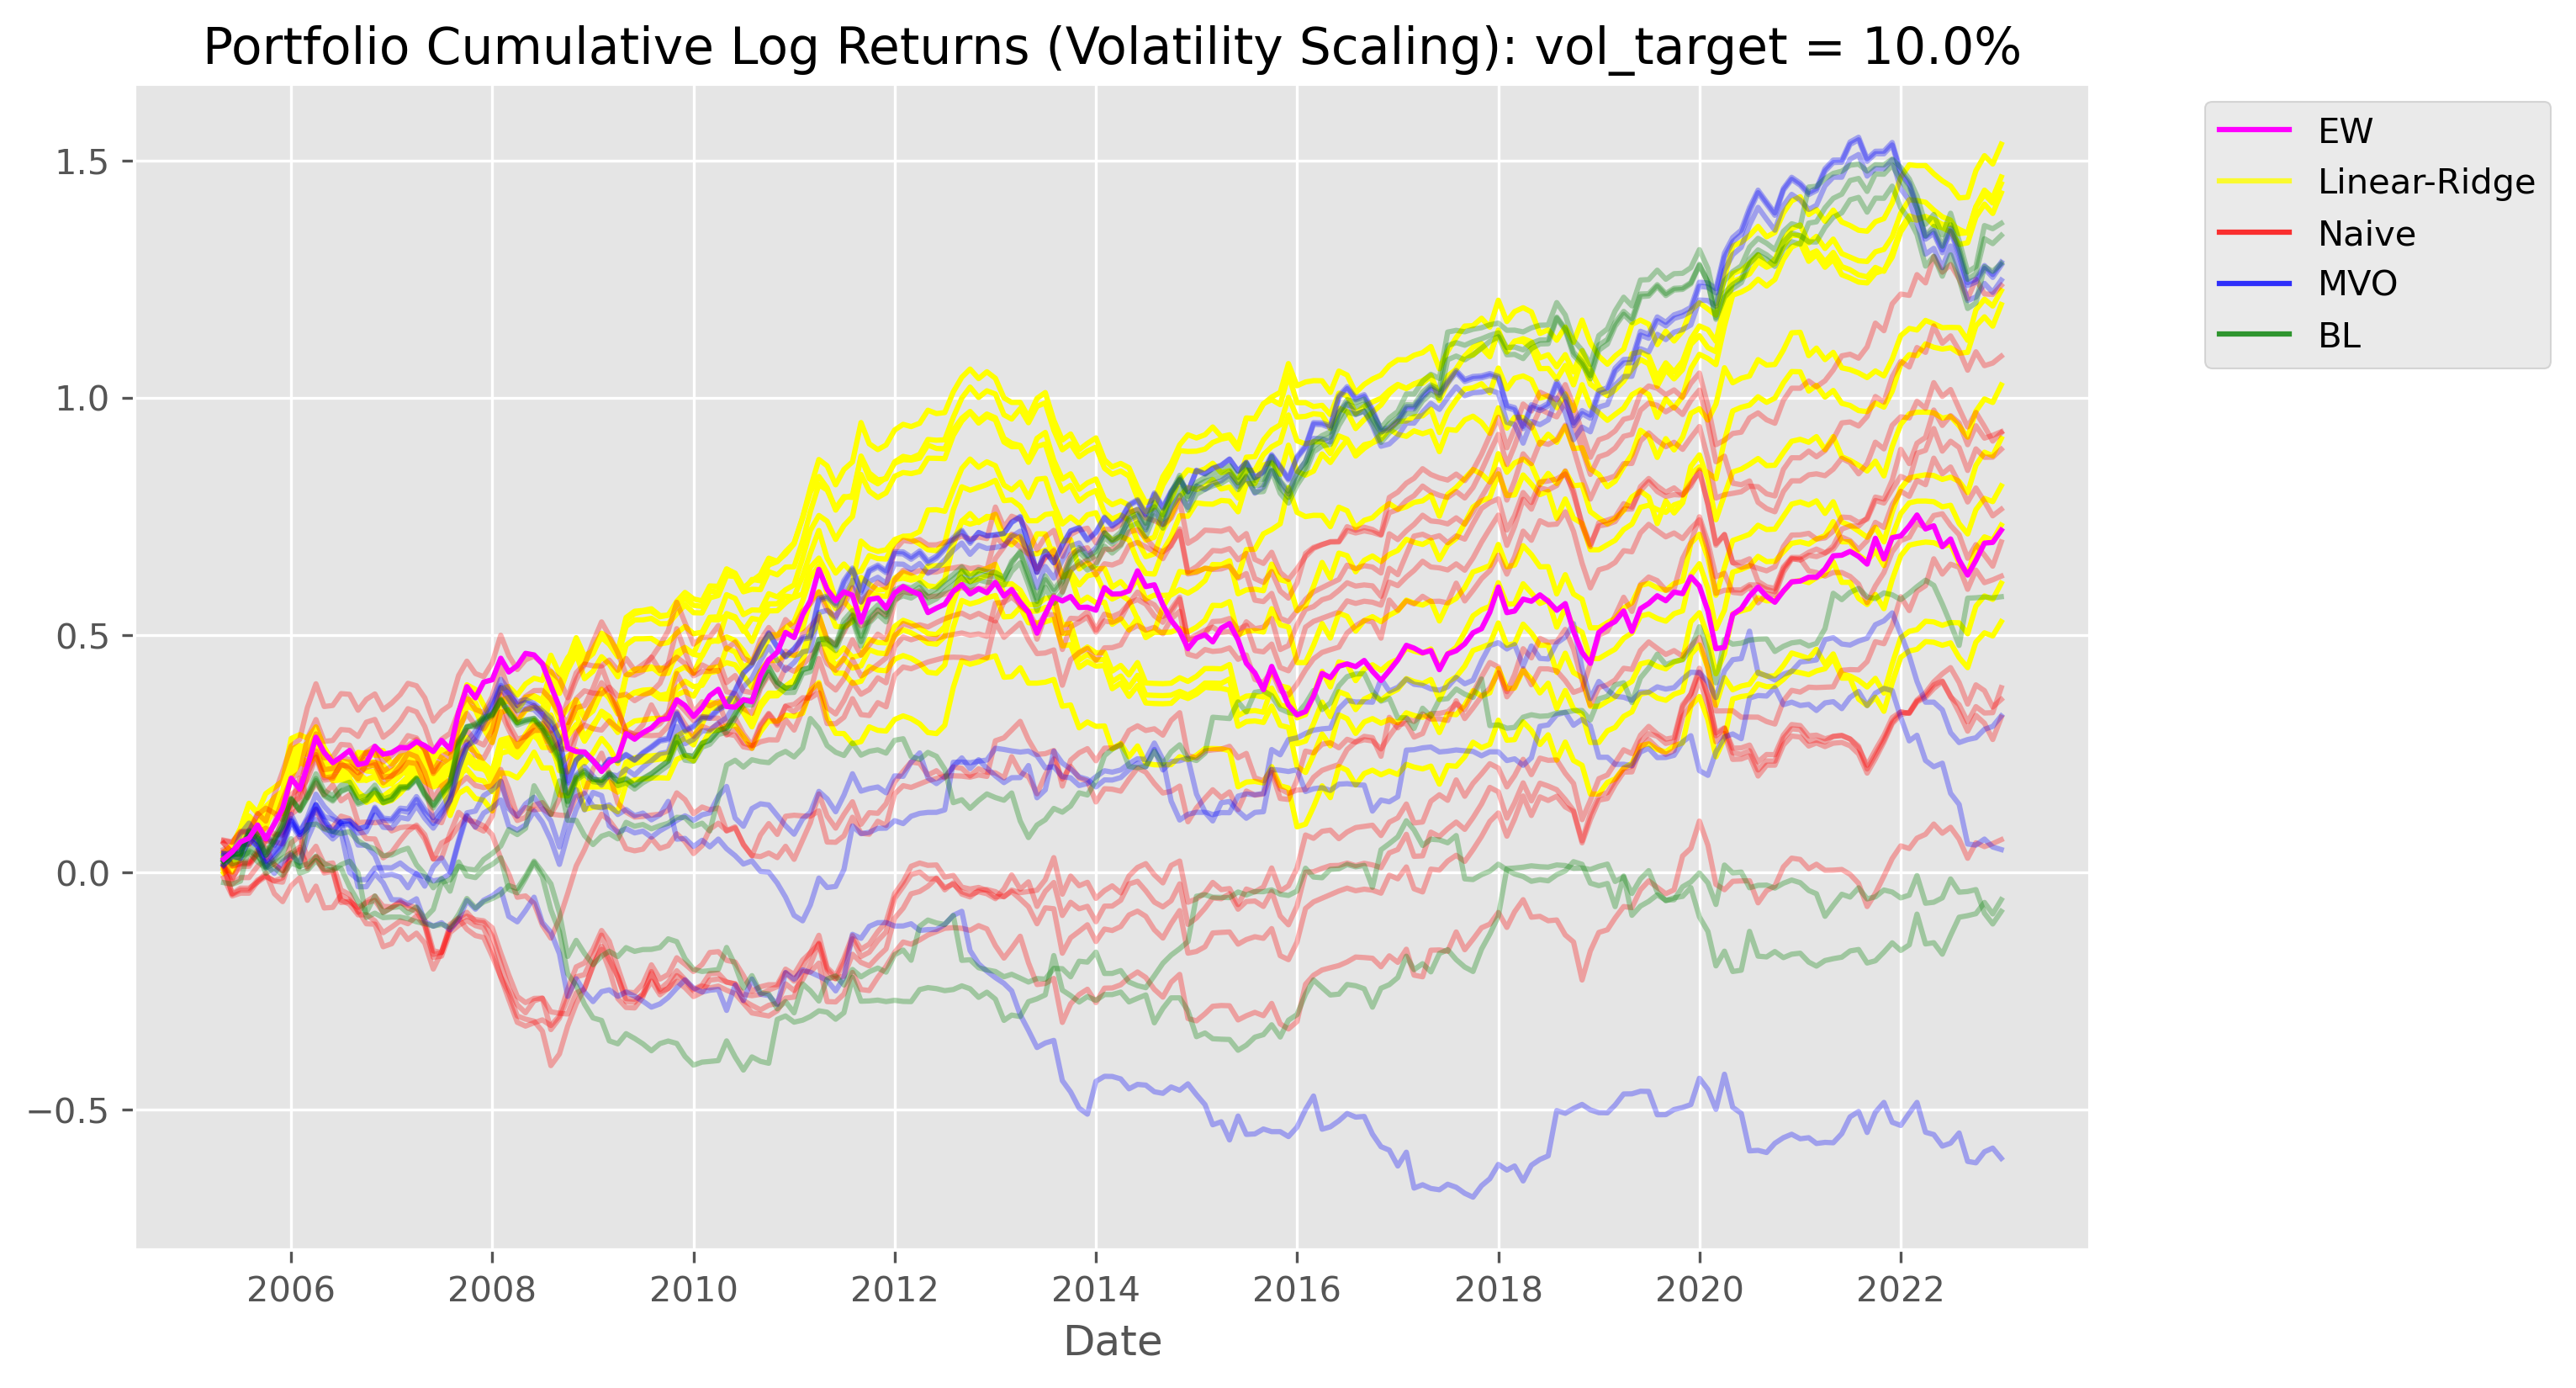 Portfolio Cumulative Log Returns (Volatility Scaling): vol_target = 10.0%
EW
Linear-Ridge
Naive
MVO
BL
1.5
1.0
0.5
0.0
−0.5
2006 2008 2010 2012 2014 2016 2018 2020 2022
Date